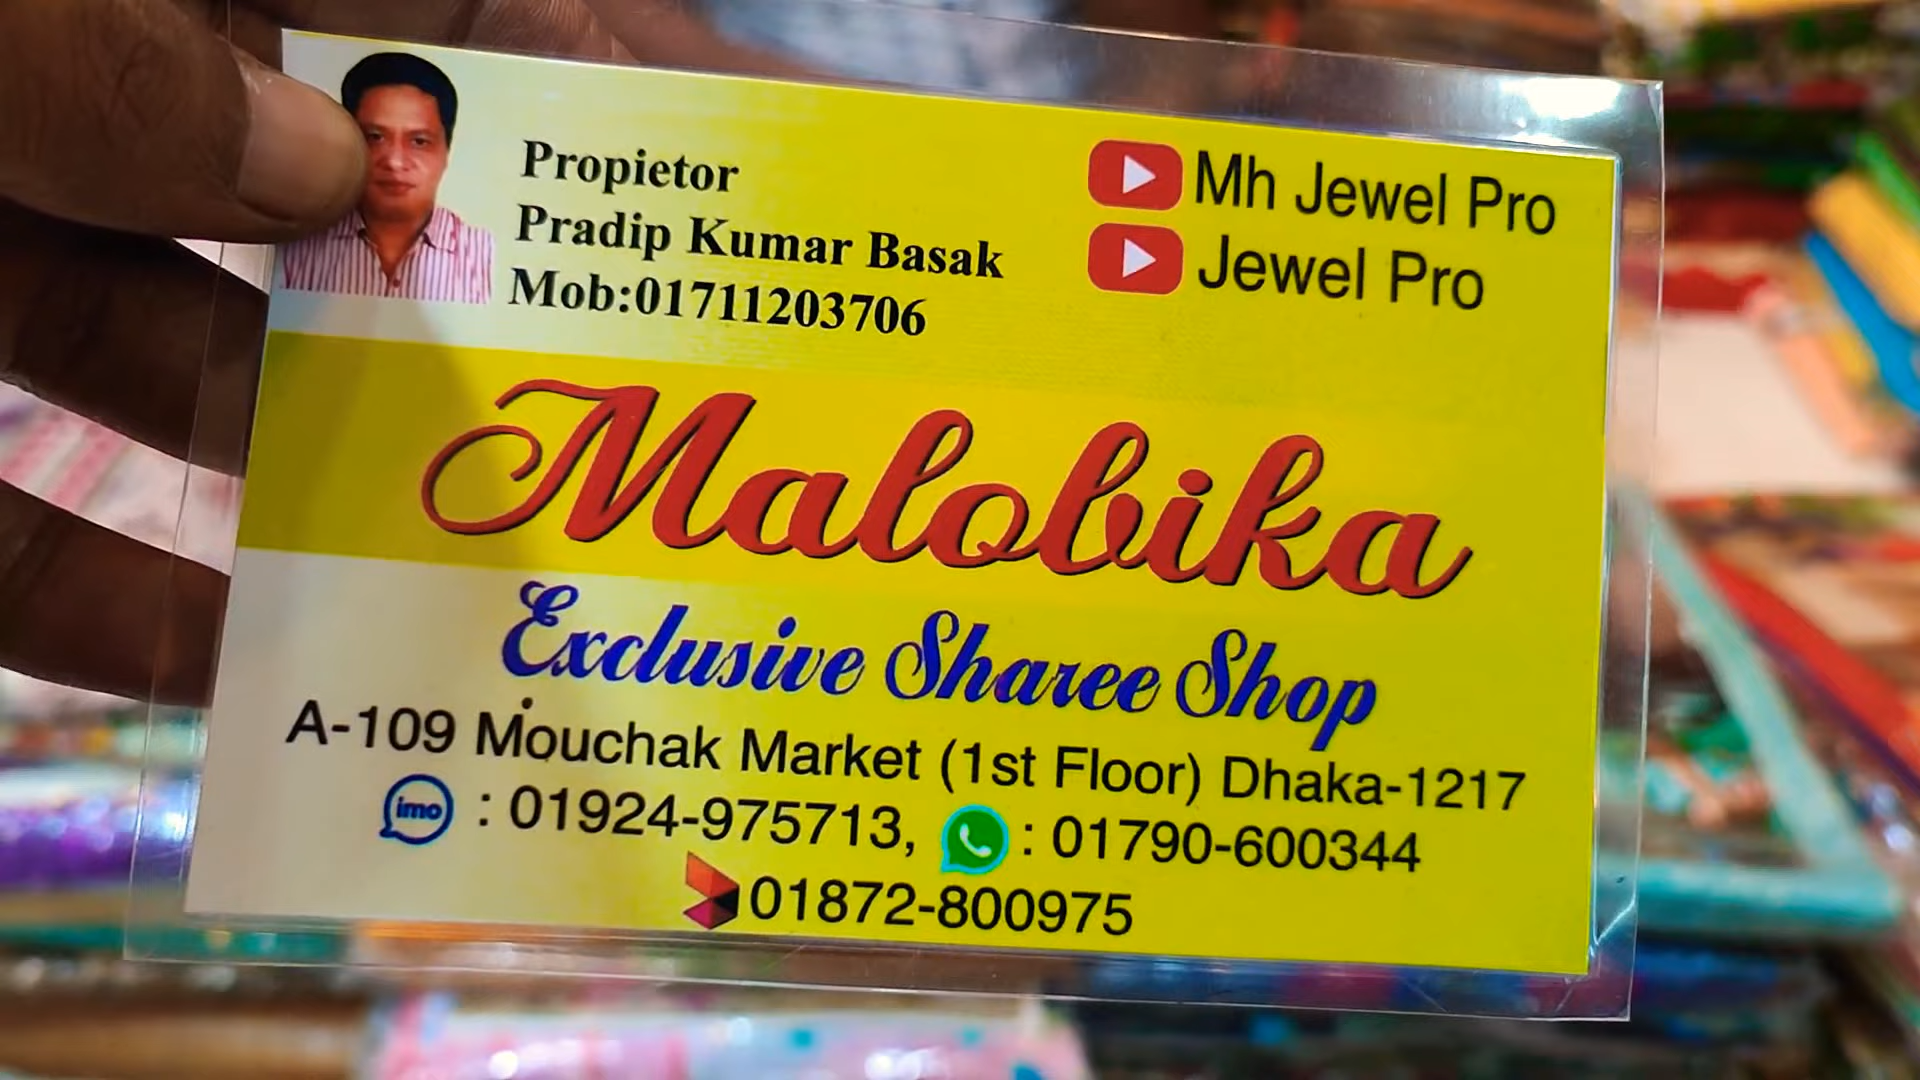 Propietor
Pradip Kumar Basak
Mob:01711203706
Mh Jewel Pro
Jewel Pro
Malobika
Exclusive Sharee Shop
A-109 Mouchak Market (1st Floor) Dhaka-1217
imo : 01924-975713, : 01790-600344
01872-800975